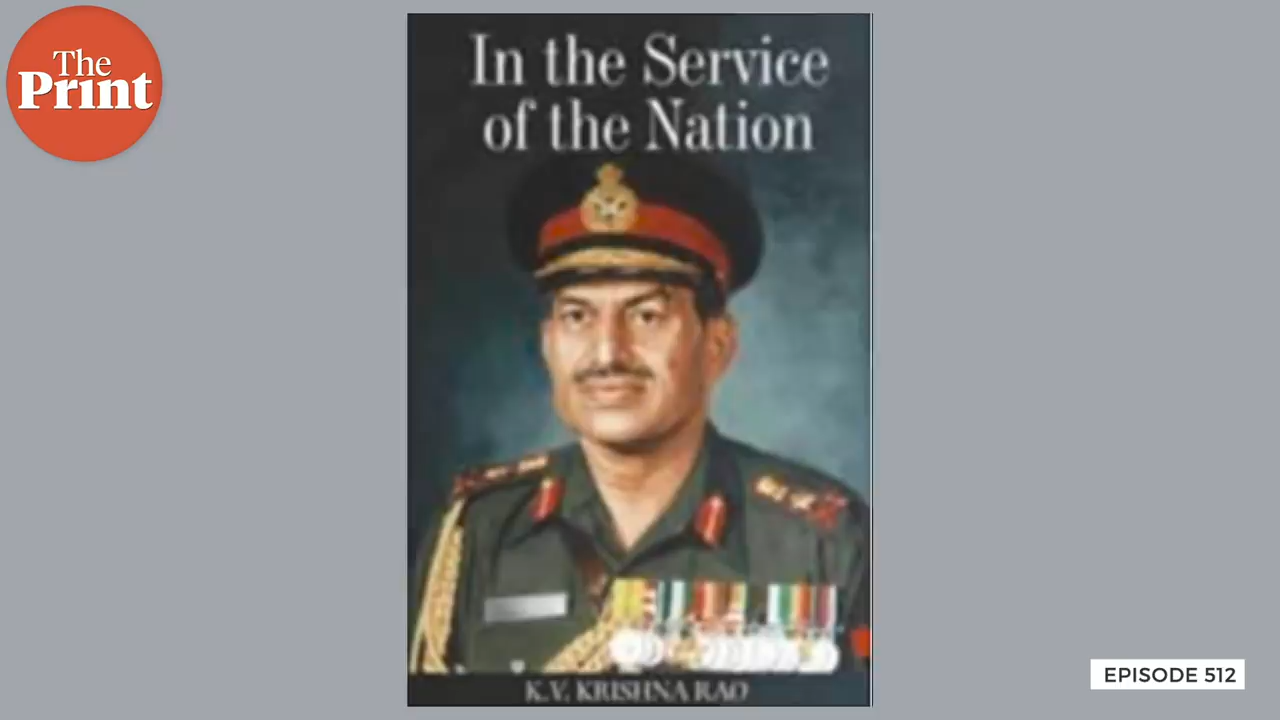 The
Print
In the Service
of the Nation
K.V. KRISHNA RAO
EPISODE 512